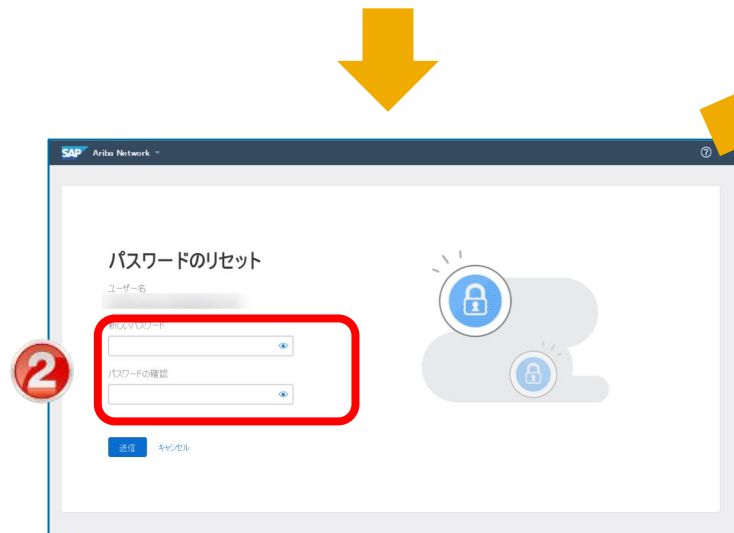 SAP Ariba Network
?
パスワードのリセット
ユーザー名
新しいパスワード
2
パスワードの確認
送信 キャンセル